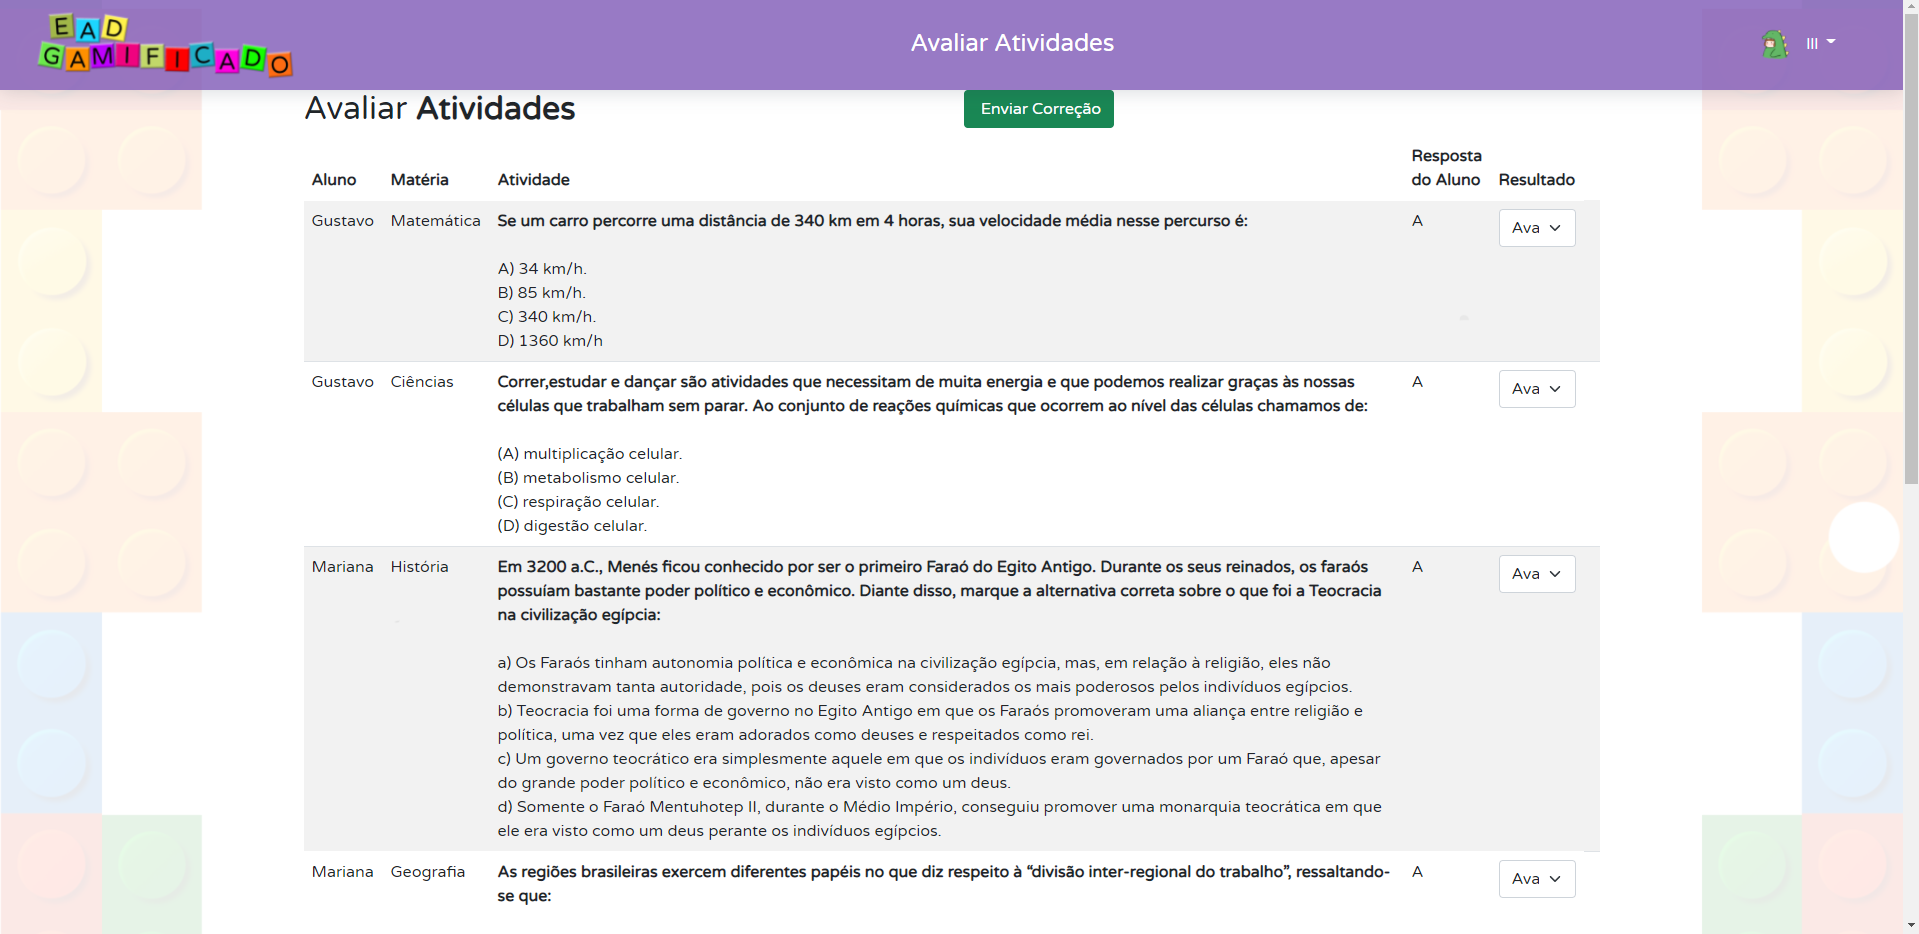 EAD
GAMIFICADO
Avaliar Atividades
III
Avaliar Atividades
Enviar Correção
Aluno Matéria Atividade Resposta do Aluno Resultado
Gustavo Matemática Se um carro percorre uma distância de 340 km em 4 horas, sua velocidade média nesse percurso é: A Ava
A) 34 km/h.
B) 85 km/h.
C) 340 km/h.
D) 1360 km/h
Gustavo Ciências Correr,estudar e dançar são atividades que necessitam de muita energia e que podemos realizar graças às nossas A Ava
células que trabalham sem parar. Ao conjunto de reações químicas que ocorrem ao nível das células chamamos de:
(A) multiplicação celular.
(B) metabolismo celular.
(C) respiração celular.
(D) digestão celular.
Mariana História Em 3200 a.C., Menés ficou conhecido por ser o primeiro Faraó do Egito Antigo. Durante os seus reinados, os faraós A Ava
possuíam bastante poder político e econômico. Diante disso, marque a alternativa correta sobre o que foi a Teocracia
na civilização egípcia:
a) Os Faraós tinham autonomia política e econômica na civilização egípcia, mas, em relação à religião, eles não
demonstravam tanta autoridade, pois os deuses eram considerados os mais poderosos pelos indivíduos egípcios.
b) Teocracia foi uma forma de governo no Egito Antigo em que os Faraós promoveram uma aliança entre religião e
política, uma vez que eles eram adorados como deuses e respeitados como rei.
c) Um governo teocrático era simplesmente aquele em que os indivíduos eram governados por um Faraó que, apesar
do grande poder político e econômico, não era visto como um deus.
d) Somente o Faraó Mentuhotep II, durante o Médio Império, conseguiu promover uma monarquia teocrática em que
ele era visto como um deus perante os indivíduos egípcios.
Mariana Geografia As regiões brasileiras exercem diferentes papéis no que diz respeito à “divisão inter-regional do trabalho”, ressaltando- A Ava
se que: